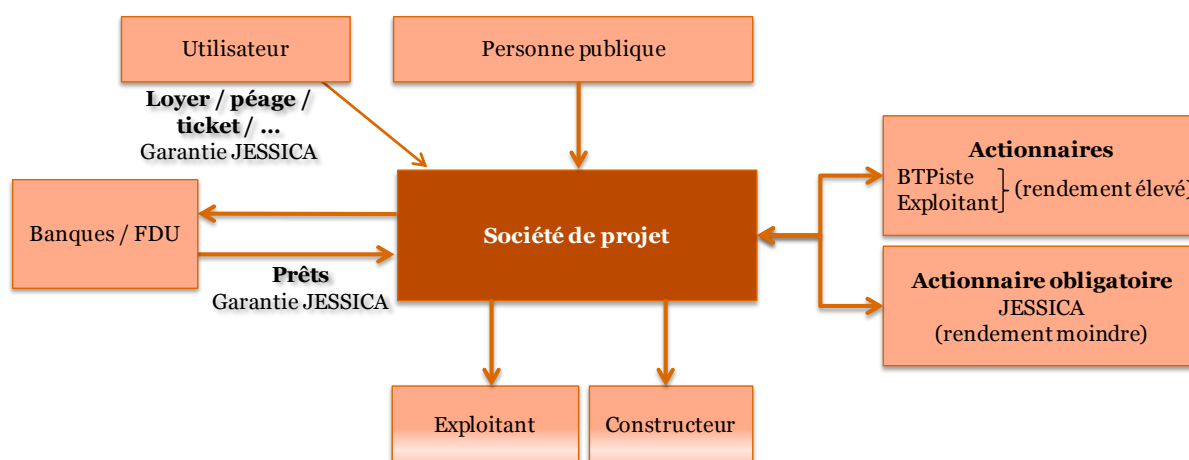 Utilisateur
Personne publique
Loyer / péage /
ticket / ...
Garantie JESSICA
Actionnaires
BTPiste
Exploitant
(rendement élevé)
Banques / FDU
Société de projet
Prêts
Garantie JESSICA
Actionnaire obligatoire
JESSICA
(rendement moindre)
Exploitant
Constructeur